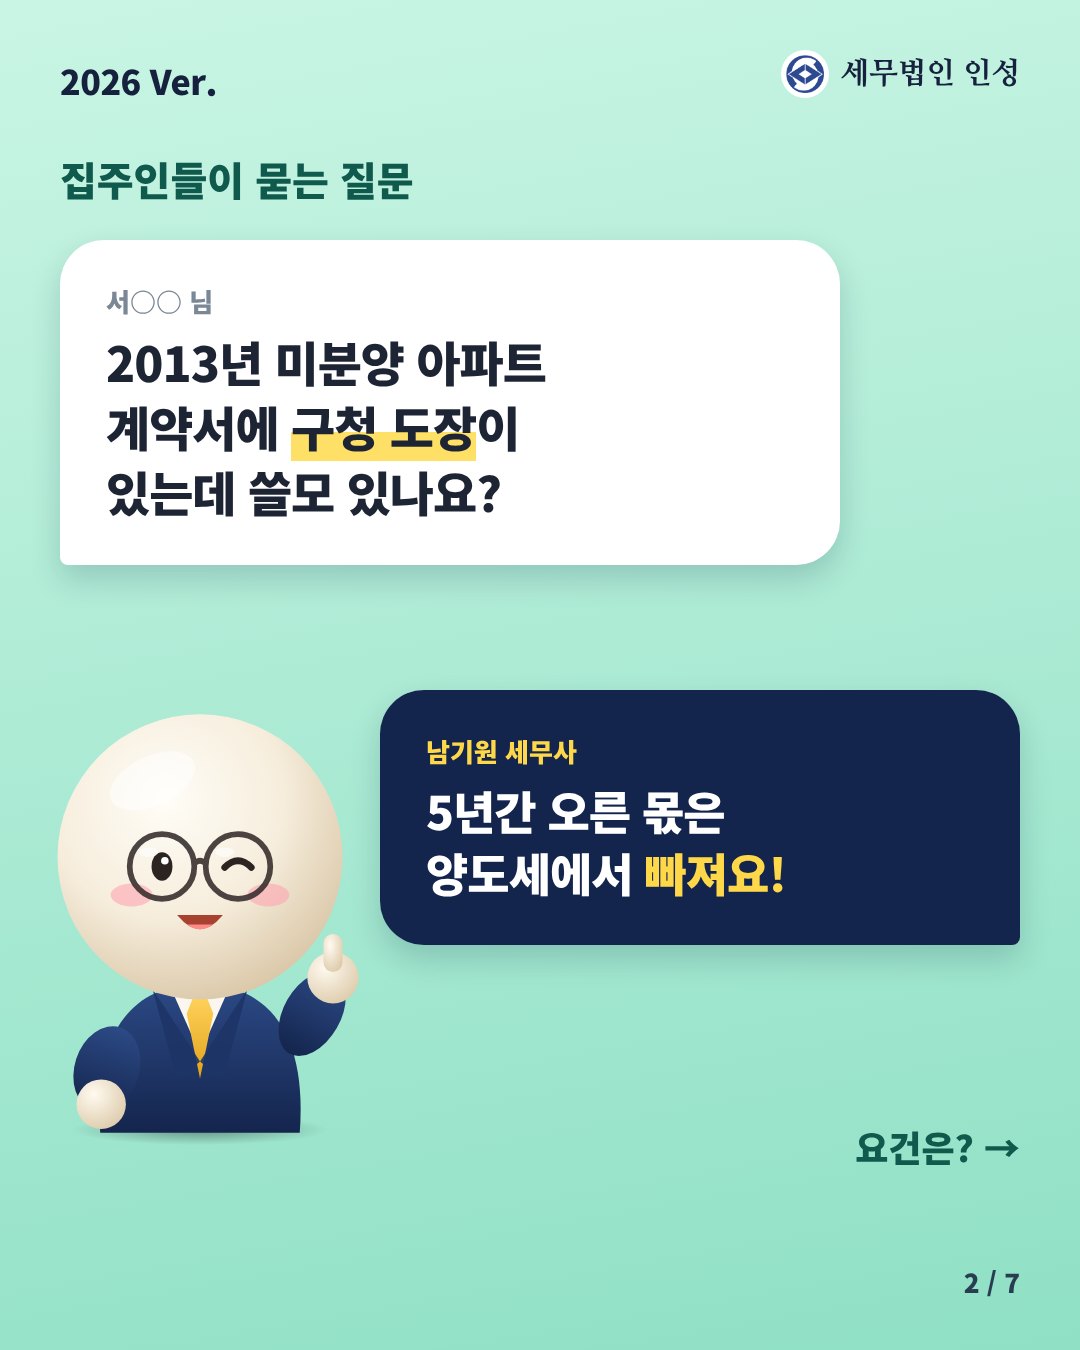 2026 Ver.
세무법인 인성
집주인들이 묻는 질문
서○○ 님
2013년 미분양 아파트
계약서에 구청 도장이
있는데 쓸모 있나요?
남기원 세무사
5년간 오른 몫은
양도세에서 빠져요!
요건은? →
2 / 7